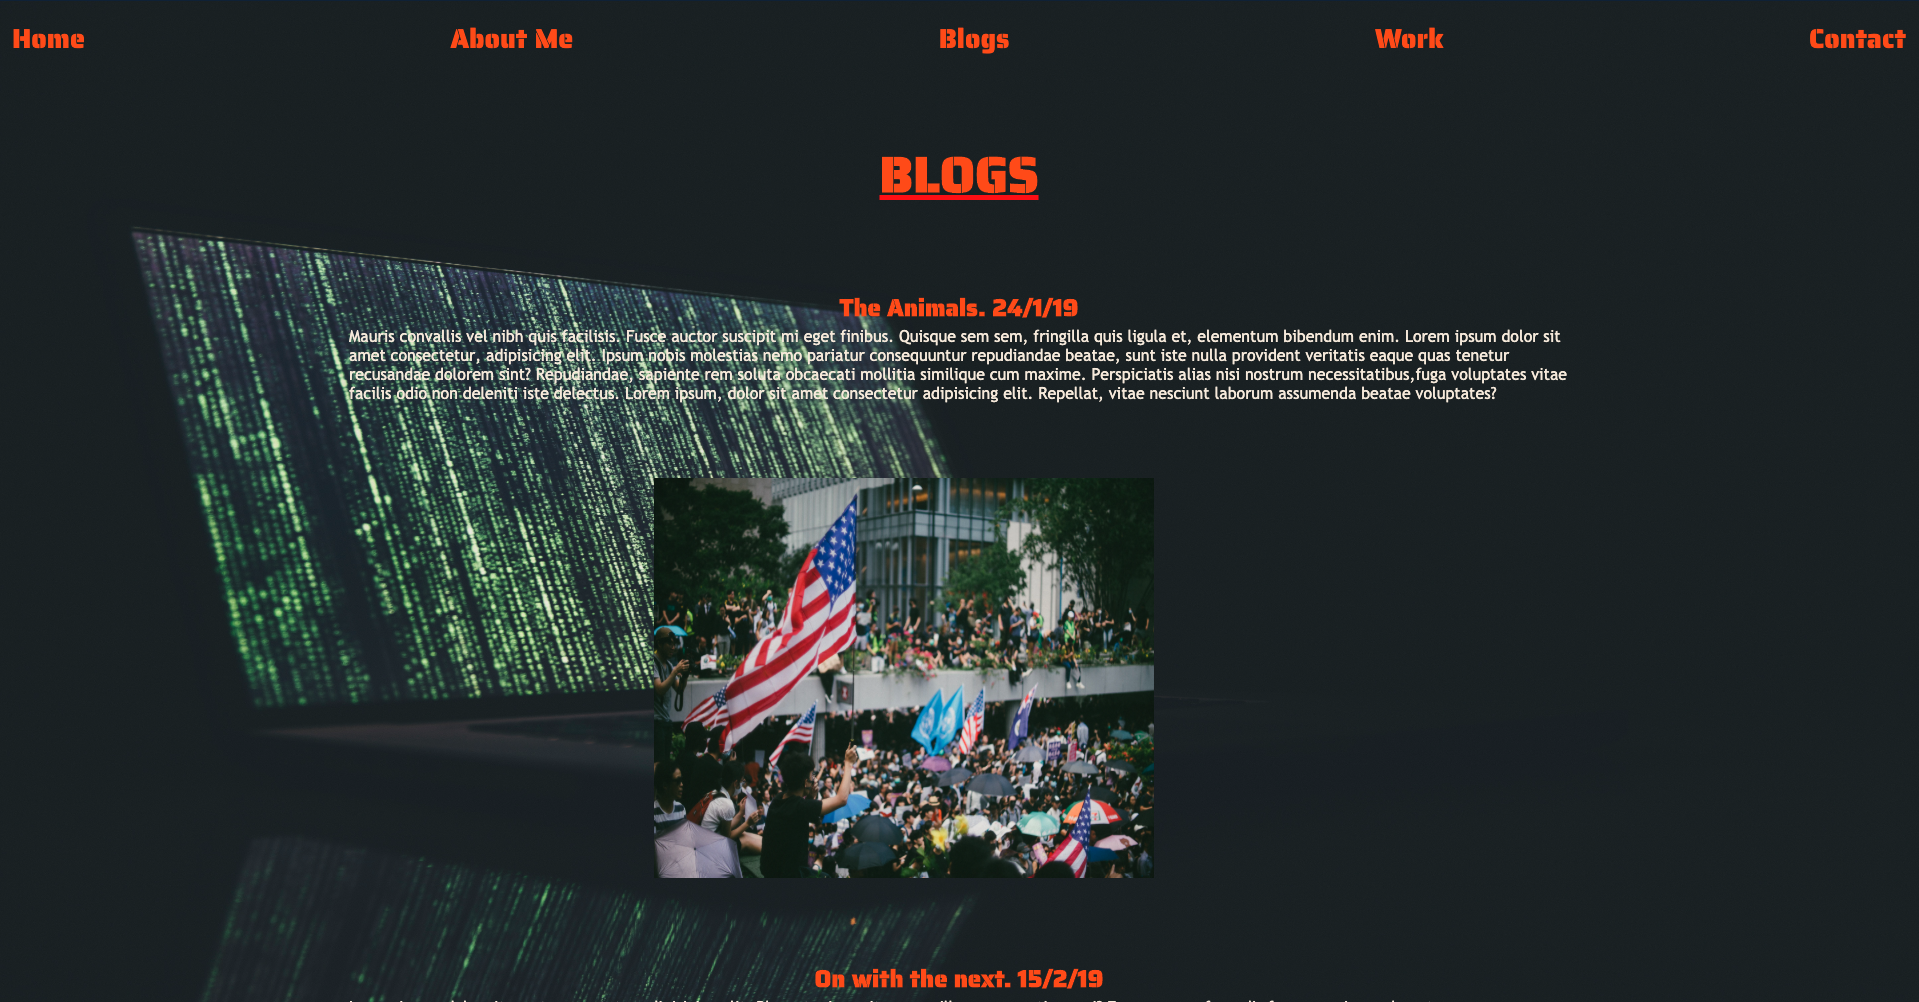 Home About Me Blogs Work Contact
BLOGS
The Animals. 24/1/19
Mauris convallis vel nibh quis facilisis. Fusce auctor suscipit mi eget finibus. Quisque sem sem, fringilla quis ligula et, elementum bibendum enim. Lorem ipsum dolor sit
amet consectetur, adipisicing elit. Ipsum nobis molestias nemo pariatur consequuntur repudiandae beatae, sunt iste nulla provident veritatis eaque quas tenetur
recusandae dolorem sint? Repudiandae, sapiente rem soluta obcaecati mollitia similique cum maxime. Perspiciatis alias nisi nostrum necessitatibus,fuga voluptates vitae
facilis odio non deleniti iste delectus. Lorem ipsum, dolor sit amet consectetur adipisicing elit. Repellat, vitae nesciunt laborum assumenda beatae voluptates?
On with the next. 15/2/19